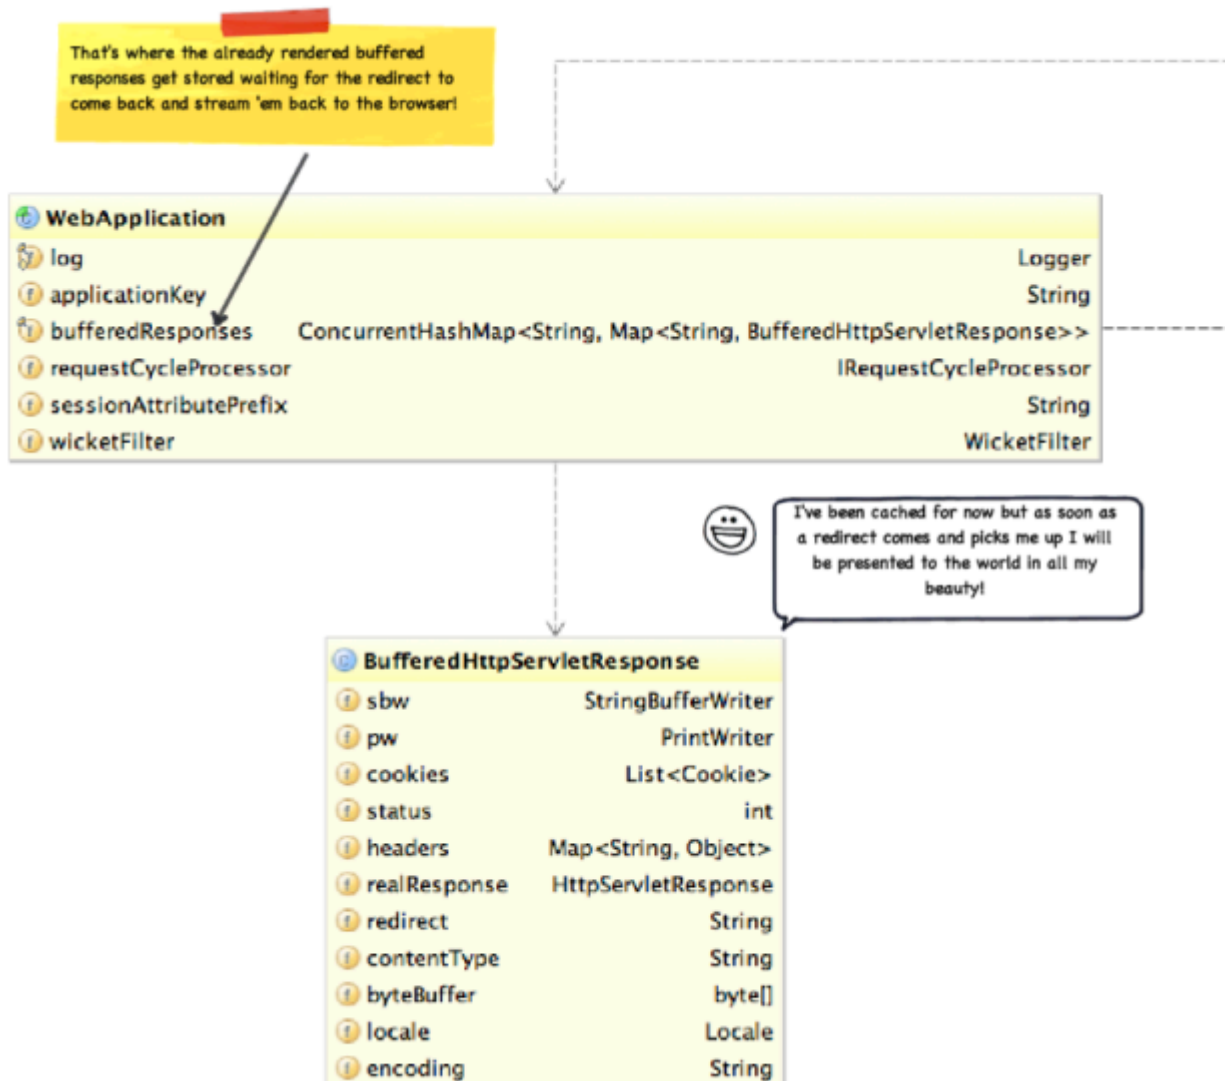 That's where the already rendered buffered
responses get stored waiting for the redirect to
come back and stream 'em back to the browser!
WebApplication
log Logger
applicationKey String
bufferedResponses ConcurrentHashMap<String, Map<String, BufferedHttpServletResponse>>
requestCycleProcessor IRequestCycleProcessor
sessionAttributePrefix String
wicketFilter WicketFilter
I've been cached for now but as soon as
a redirect comes and picks me up I will
be presented to the world in all my
beauty!
BufferedHttpServletResponse
sbw StringBufferWriter
pw PrintWriter
cookies List<Cookie>
status int
headers Map<String, Object>
realResponse HttpServletResponse
redirect String
contentType String
byteBuffer byte[]
locale Locale
encoding String